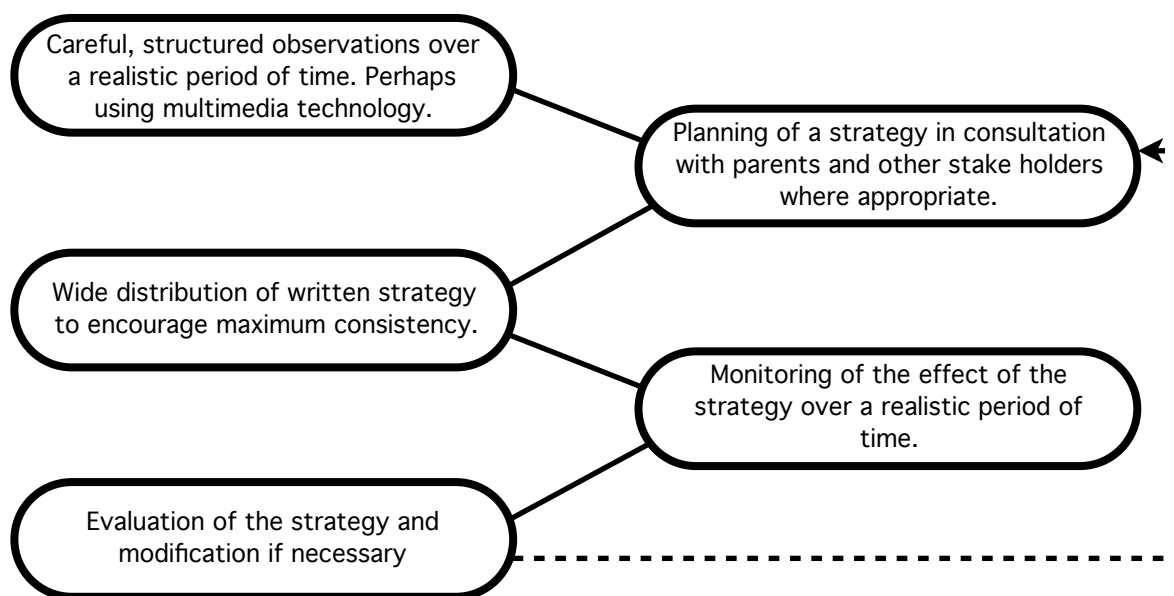 Careful, structured observations over
a realistic period of time. Perhaps
using multimedia technology.
Planning of a strategy in consultation
with parents and other stake holders
where appropriate.
Wide distribution of written strategy
to encourage maximum consistency.
Monitoring of the effect of the
strategy over a realistic period of
time.
Evaluation of the strategy and
modification if necessary